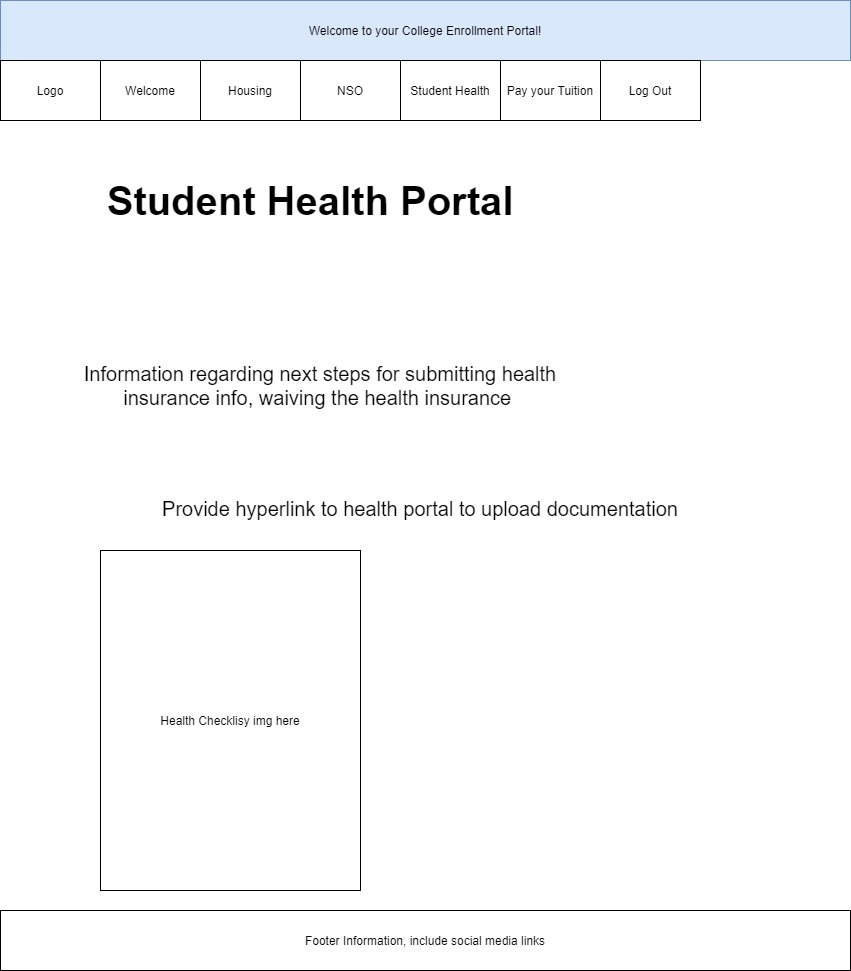 Welcome to your College Enrollment Portal!
Logo
Welcome
Housing
NSO
Student Health
Pay your Tuition
Log Out
Student Health Portal
Information regarding next steps for submitting health
insurance info, waiving the health insurance
Provide hyperlink to health portal to upload documentation
Health Checklisy img here
Footer Information, include social media links